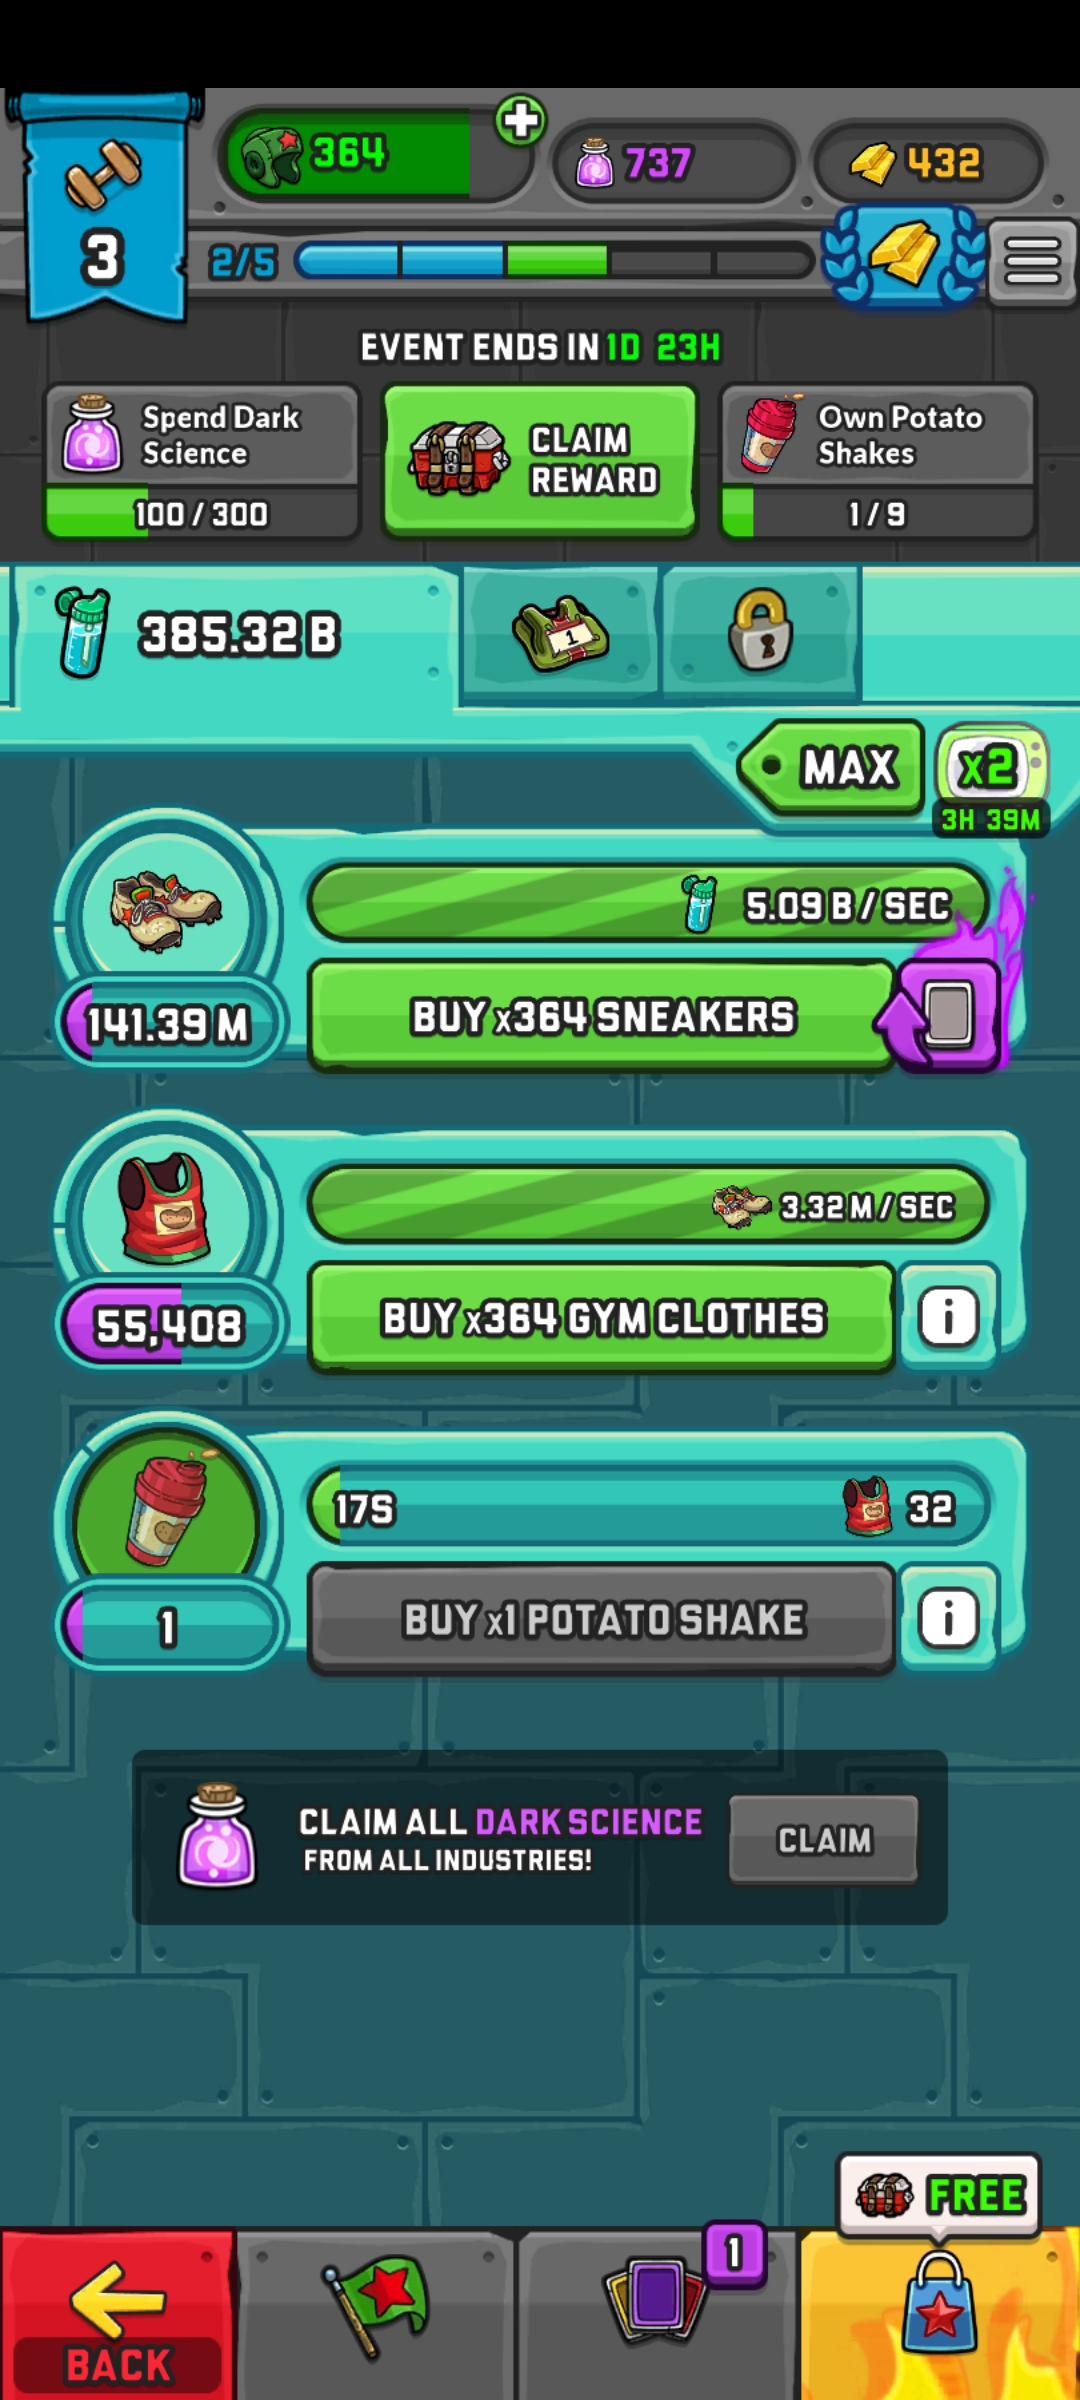 364
737
432
3
2/5
EVENT ENDS IN 1D 23H
Spend Dark
Science
100 / 300
CLAIM
REWARD
Own Potato
Shakes
1 / 9
385.32 B
1
MAX
x2
3H 39M
5.09 B / SEC
141.39 M
BUY x364 SNEAKERS
3.32 M / SEC
55,408
BUY x364 GYM CLOTHES
i
17S
32
1
BUY x1 POTATO SHAKE
i
CLAIM ALL DARK SCIENCE
FROM ALL INDUSTRIES!
CLAIM
FREE
1
BACK